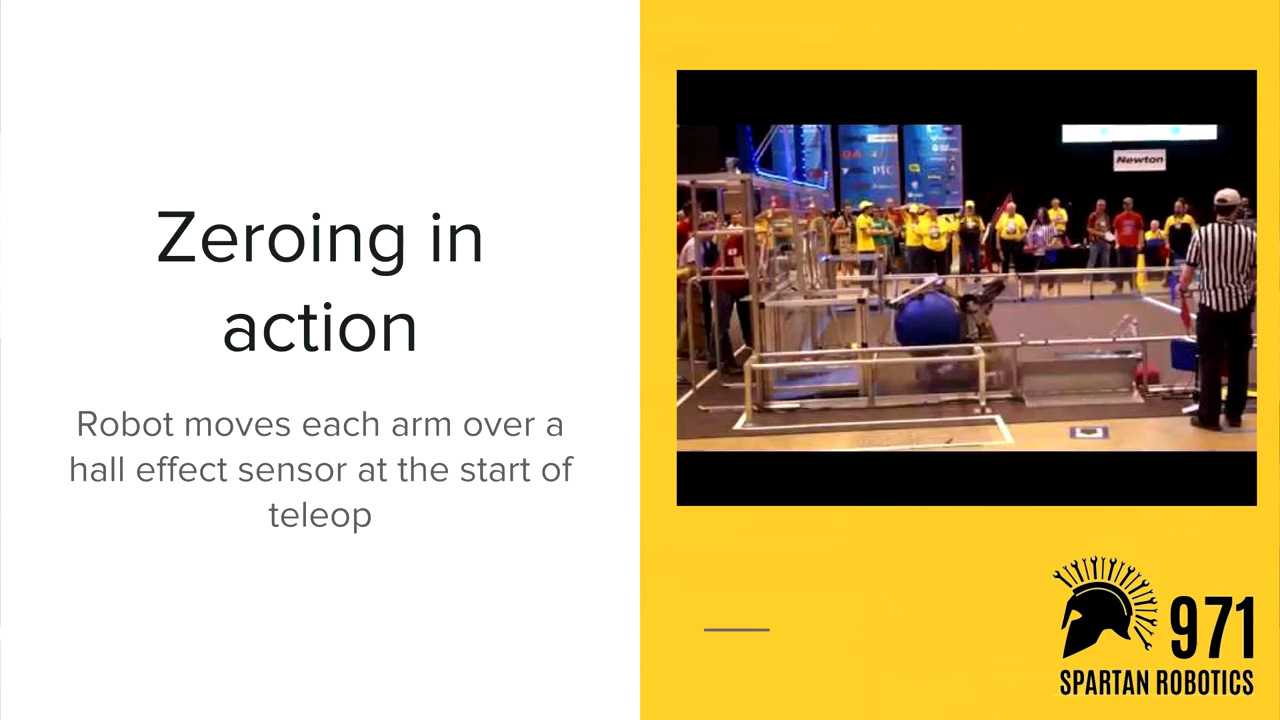 Zeroing in
action
Robot moves each arm over a
hall effect sensor at the start of
teleop
Newton
PTC
971
SPARTAN ROBOTICS